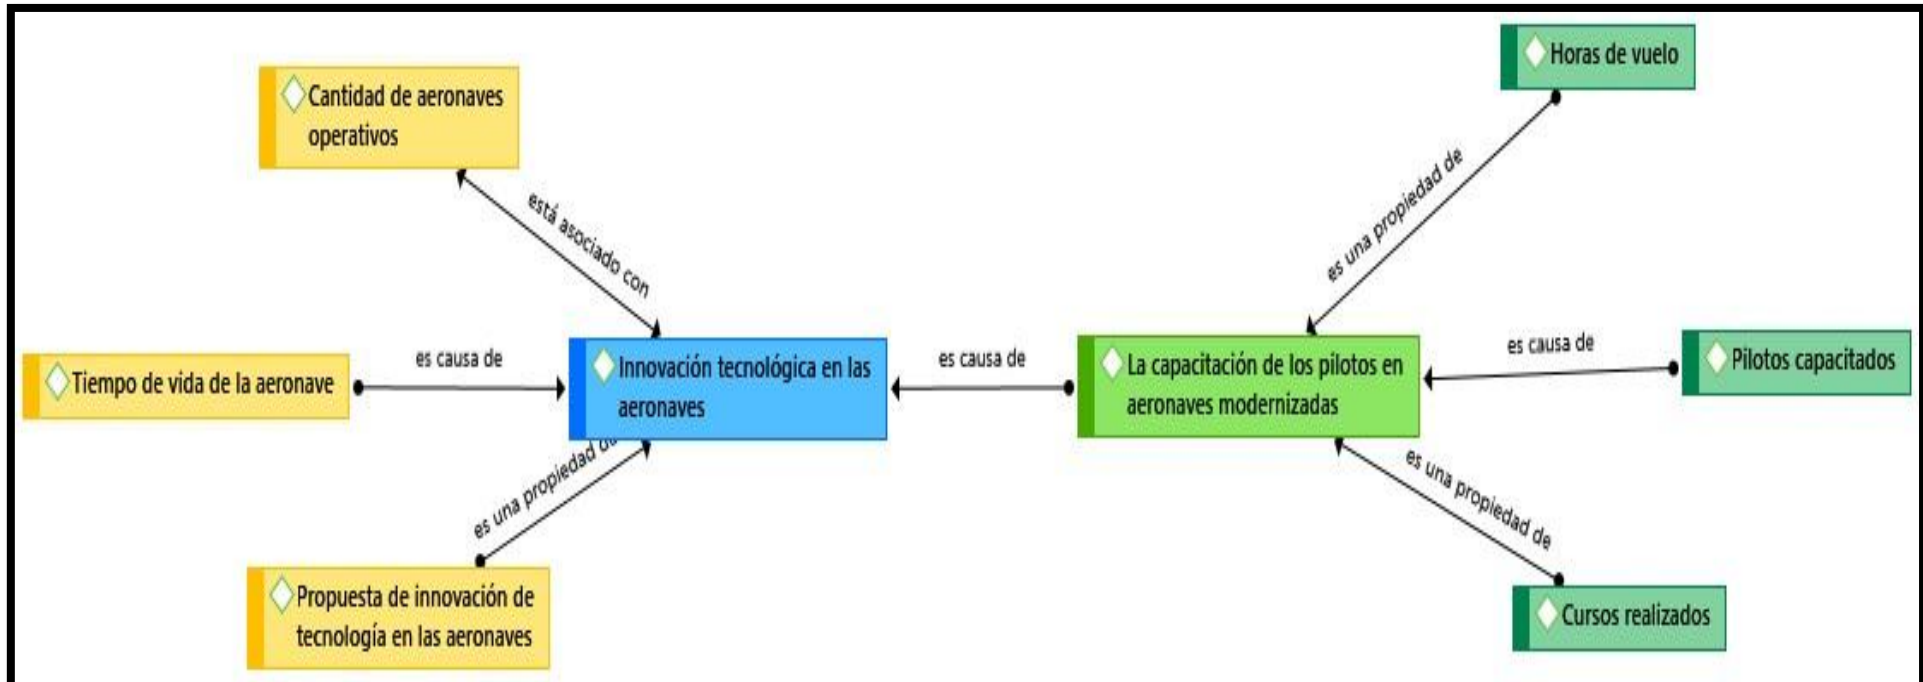 Horas de vuelo
Cantidad de aeronaves
operativos
está asociado con
es una propiedad de
Tiempo de vida de la aeronave
es causa de
Innovación tecnológica en las
aeronaves
es causa de
La capacitación de los pilotos en
aeronaves modernizadas
es causa de
Pilotos capacitados
es una propiedad
es una propiedad de
Propuesta de innovación de
tecnología en las aeronaves
Cursos realizados